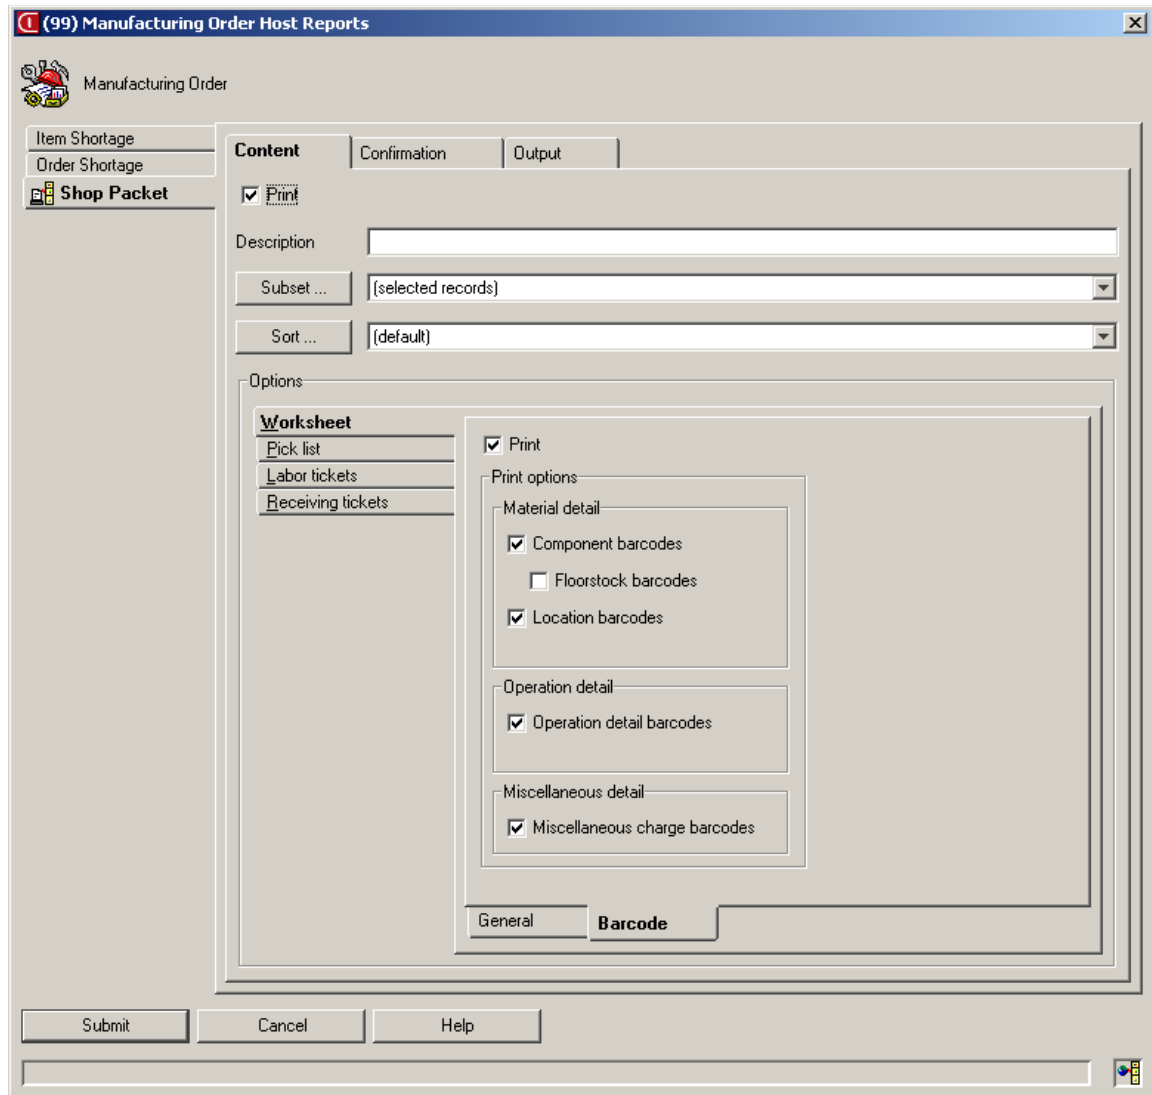 (99) Manufacturing Order Host Reports
Manufacturing Order
Item Shortage
Order Shortage
Shop Packet
Content Confirmation Output
Print
Description
Subset ... (selected records)
Sort ... (default)
Options
Worksheet
Pick list
Labor tickets
Receiving tickets
Print
Print options
Material detail
Component barcodes
Floorstock barcodes
Location barcodes
Operation detail
Operation detail barcodes
Miscellaneous detail
Miscellaneous charge barcodes
General Barcode
Submit Cancel Help